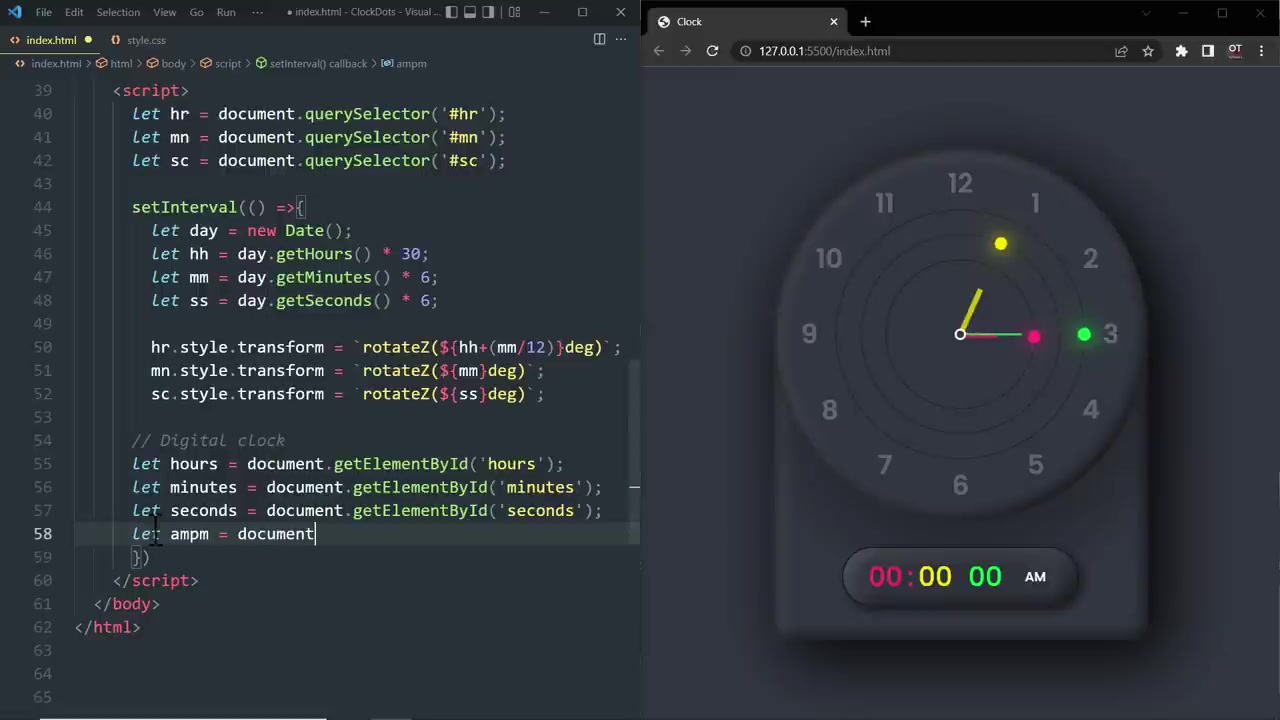 File Edit Selection View Go Run ··· ● index.html - ClockDots - Visual ...
index.html ● style.css
index.html > html > body > script > setInterval() callback > ampm
39 <script>
40 let hr = document.querySelector('#hr');
41 let mn = document.querySelector('#mn');
42 let sc = document.querySelector('#sc');
43
44 setInterval(() =>{
45 let day = new Date();
46 let hh = day.getHours() * 30;
47 let mm = day.getMinutes() * 6;
48 let ss = day.getSeconds() * 6;
49
50 hr.style.transform = `rotateZ(${hh+(mm/12)}deg)`;
51 mn.style.transform = `rotateZ(${mm}deg)`;
52 sc.style.transform = `rotateZ(${ss}deg)`;
53
54 // Digital clock
55 let hours = document.getElementById('hours');
56 let minutes = document.getElementById('minutes');
57 let seconds = document.getElementById('seconds');
58 let ampm = document
59 })
60 </script>
61 </body>
62 </html>
63
64
65
Clock
127.0.0.1:5500/index.html
OT
12
11 1
10 2
9 3
8 4
7 5
6
00:00 00 AM